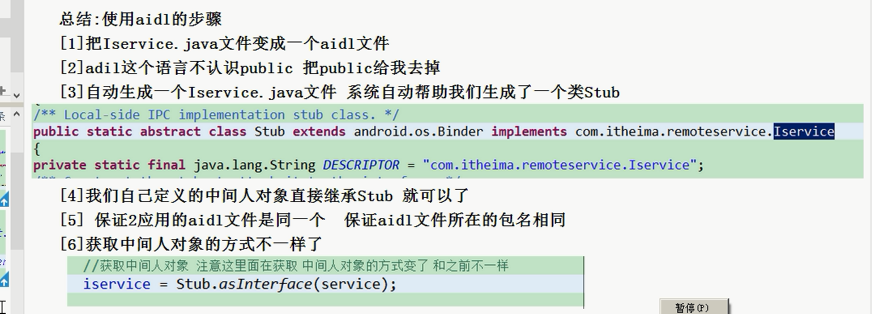 总结:使用aidl的步骤
[1]把Iservice.java文件变成一个aidl文件
[2]adil这个语言不认识public 把public给我去掉
[3]自动生成一个Iservice.java文件 系统自动帮助我们生成了一个类Stub
/** Local-side IPC implementation stub class. */
public static abstract class Stub extends android.os.Binder implements com.itheima.remoteservice.Iservice
{
private static final java.lang.String DESCRIPTOR = "com.itheima.remoteservice.Iservice";
[4]我们自己定义的中间人对象直接继承Stub 就可以了
[5] 保证2应用的aidl文件是同一个 保证aidl文件所在的包名相同
[6]获取中间人对象的方式不一样了
//获取中间人对象 注意这里面在获取 中间人对象的方式变了 和之前不一样
iservice = Stub.asInterface(service);
暂停(P)